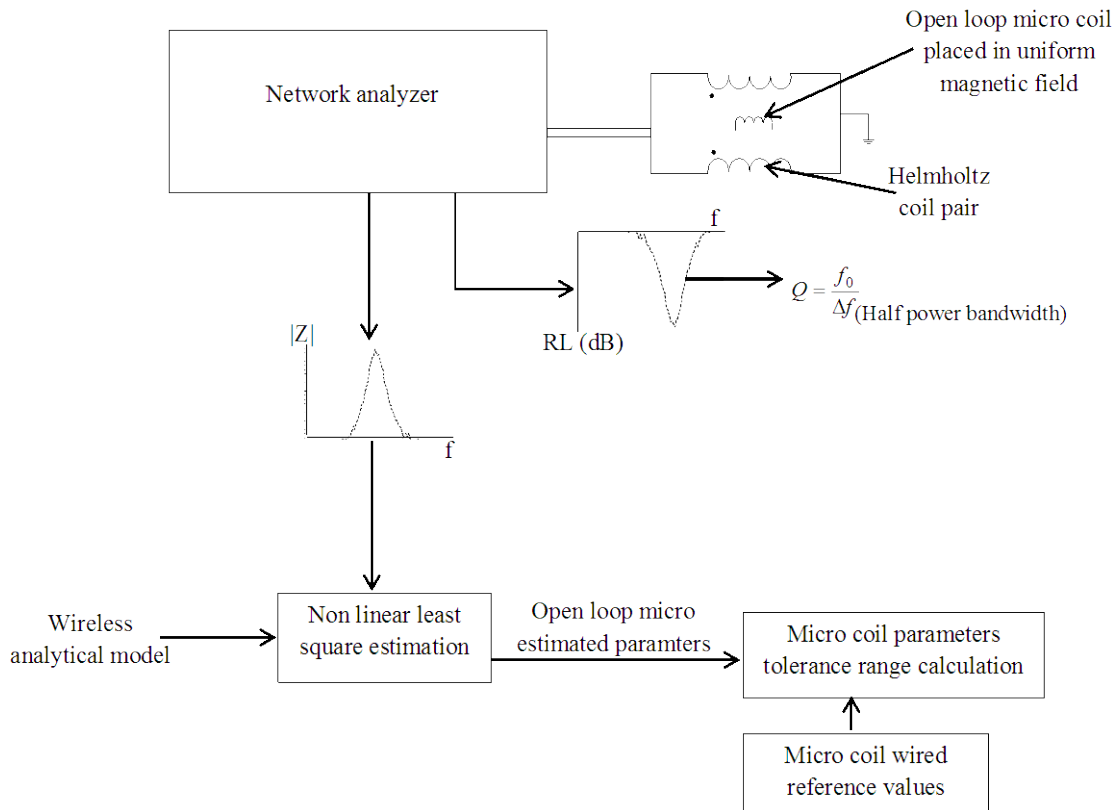 Network analyzer
Open loop micro coil
placed in uniform
magnetic field
Helmholtz
coil pair
f
RL (dB)
Q = f0 / Δf (Half power bandwidth)
|Z|
f
Wireless
analytical model
Non linear least
square estimation
Open loop micro
estimated paramters
Micro coil parameters
tolerance range calculation
Micro coil wired
reference values